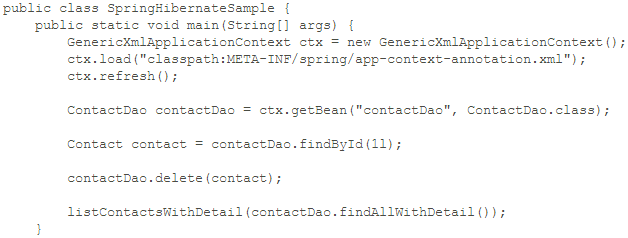 public class SpringHibernateSample {
    public static void main(String[] args) {
        GenericXmlApplicationContext ctx = new GenericXmlApplicationContext();
        ctx.load("classpath:META-INF/spring/app-context-annotation.xml");
        ctx.refresh();

        ContactDao contactDao = ctx.getBean("contactDao", ContactDao.class);

        Contact contact = contactDao.findById(1l);

        contactDao.delete(contact);

        listContactsWithDetail(contactDao.findAllWithDetail());
    }